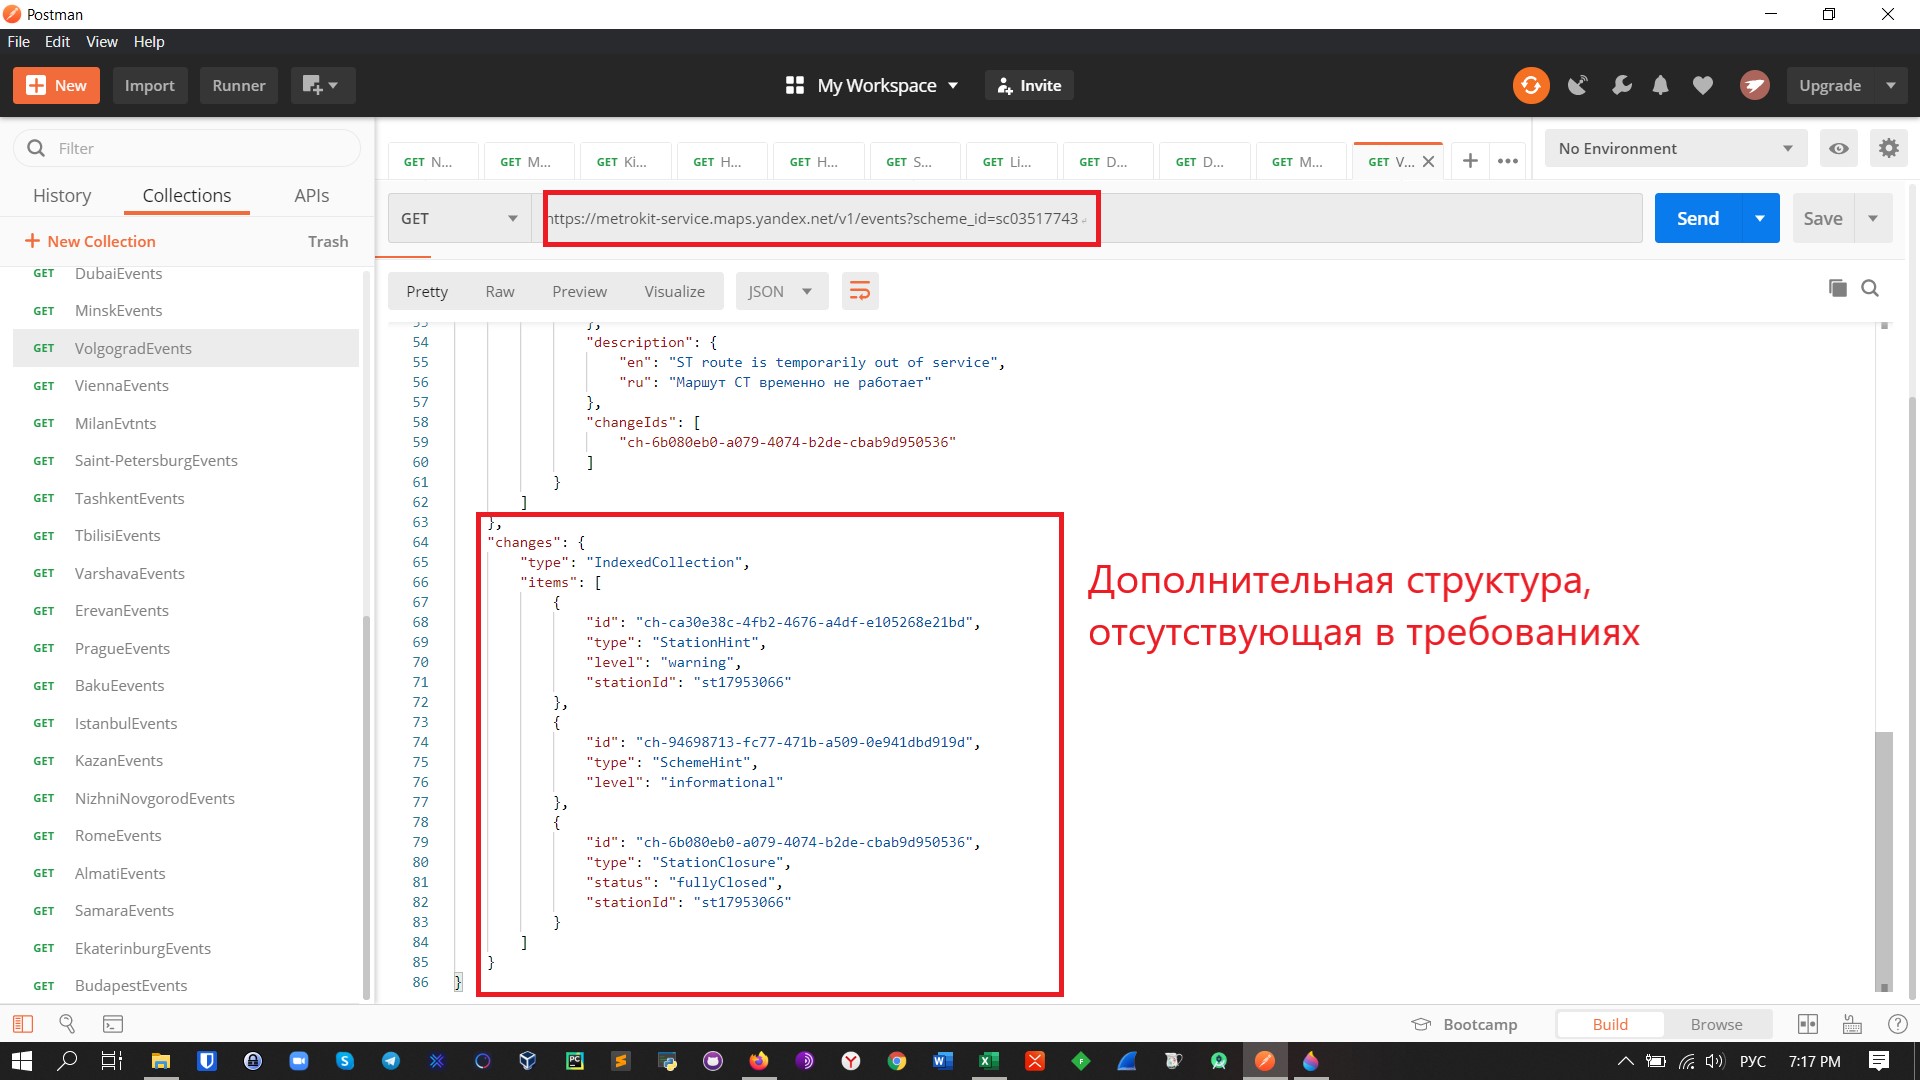 Postman
File Edit View Help
New Import Runner My Workspace Invite Upgrade
Filter
History Collections APIs
New Collection Trash
GET DubaiEvents
GET MinskEvents
GET VolgogradEvents
GET ViennaEvents
GET MilanEvtnts
GET Saint-PetersburgEvents
GET TashkentEvents
GET TbilisiEvents
GET VarshavaEvents
GET ErevanEvents
GET PragueEvents
GET BakuEevents
GET IstanbulEvents
GET KazanEvents
GET NizhniNovgorodEvents
GET RomeEvents
GET AlmatiEvents
GET SamaraEvents
GET EkaterinburgEvents
GET BudapestEvents
GET N... GET M... GET Ki... GET H... GET H... GET S... GET Li... GET D... GET D... GET M... GET V...
No Environment
GET https://metrokit-service.maps.yandex.net/v1/events?scheme_id=sc03517743 Send Save
Pretty Raw Preview Visualize JSON
53 },
54 "description": {
55 "en": "ST route is temporarily out of service",
56 "ru": "Маршут СТ временно не работает"
57 },
58 "changeIds": [
59 "ch-6b080eb0-a079-4074-b2de-cbab9d950536"
60 ]
61 }
62 ]
63 },
64 "changes": {
65 "type": "IndexedCollection",
66 "items": [
67 {
68 "id": "ch-ca30e38c-4fb2-4676-a4df-e105268e21bd",
69 "type": "StationHint",
70 "level": "warning",
71 "stationId": "st17953066"
72 },
73 {
74 "id": "ch-94698713-fc77-471b-a509-0e941dbd919d",
75 "type": "SchemeHint",
76 "level": "informational"
77 },
78 {
79 "id": "ch-6b080eb0-a079-4074-b2de-cbab9d950536",
80 "type": "StationClosure",
81 "status": "fullyClosed",
82 "stationId": "st17953066"
83 }
84 ]
85 }
86 }
Дополнительная структура,
отсутствующая в требованиях
Bootcamp Build Browse
РУС 7:17 PM